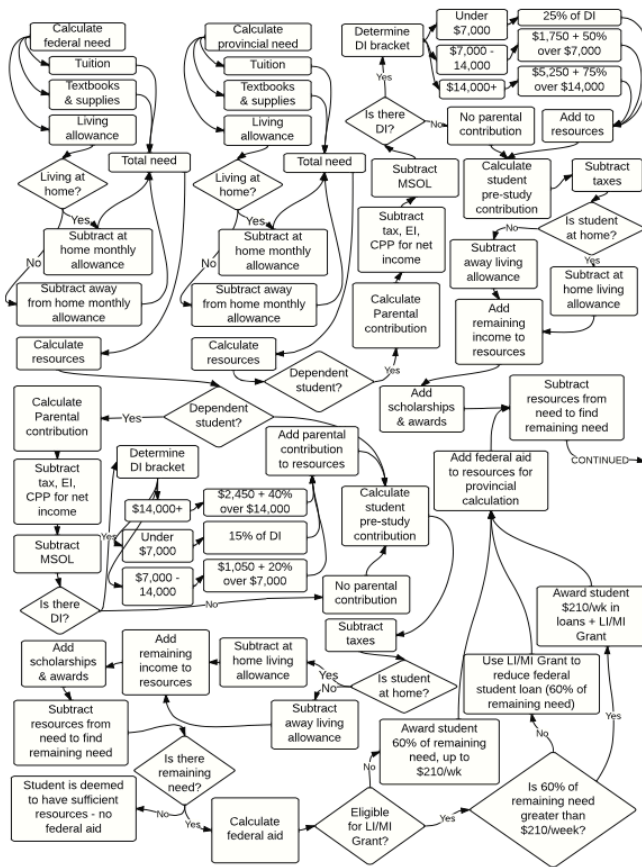 Calculate
federal need
Tuition
Textbooks
& supplies
Living
allowance
Living at
home?
Total need
Yes
No
Subtract at
home monthly
allowance
Subtract away
from home monthly
allowance
Calculate
resources
Calculate
provincial need
Tuition
Textbooks
& supplies
Living
allowance
Living at
home?
Total need
Yes
No
Subtract at
home monthly
allowance
Subtract away
from home monthly
allowance
Calculate
resources
Dependent
student?
Yes
Calculate
Parental
contribution
Subtract
tax, EI,
CPP for net
income
Subtract
MSOL
Is there
DI?
Yes
No
Determine
DI bracket
Under
$7,000
$7,000 -
14,000
$14,000+
25% of DI
$1,750 + 50%
over $7,000
$5,250 + 75%
over $14,000
No parental
contribution
Add to
resources
Calculate
student
pre-study
contribution
Subtract
taxes
Is student
at home?
No
Yes
Subtract
away living
allowance
Subtract at
home living
allowance
Add
remaining
income to
resources
Add
scholarships
& awards
Subtract
resources from
need to find
remaining need
CONTINUED
Dependent
student?
Yes
Calculate
Parental
contribution
Subtract
tax, EI,
CPP for net
income
Subtract
MSOL
Is there
DI?
Yes
No
Determine
DI bracket
$14,000+
Under
$7,000
$7,000 -
14,000
$2,450 + 40%
over $14,000
15% of DI
$1,050 + 20%
over $7,000
Add parental
contribution
to resources
No parental
contribution
Calculate
student
pre-study
contribution
Subtract
taxes
Is student
at home?
Yes
No
Subtract at
home living
allowance
Subtract
away living
allowance
Add
remaining
income to
resources
Add
scholarships
& awards
Subtract
resources from
need to find
remaining need
Is there
remaining
need?
No
Yes
Student is deemed
to have sufficient
resources - no
federal aid
Calculate
federal aid
Eligible
for LI/MI
Grant?
No
Yes
Award student
60% of remaining
need, up to
$210/wk
Is 60% of
remaining need
greater than
$210/week?
No
Yes
Use LI/MI Grant to
reduce federal
student loan (60% of
remaining need)
Award student
$210/wk in
loans + LI/MI
Grant
Add federal aid
to resources for
provincial
calculation